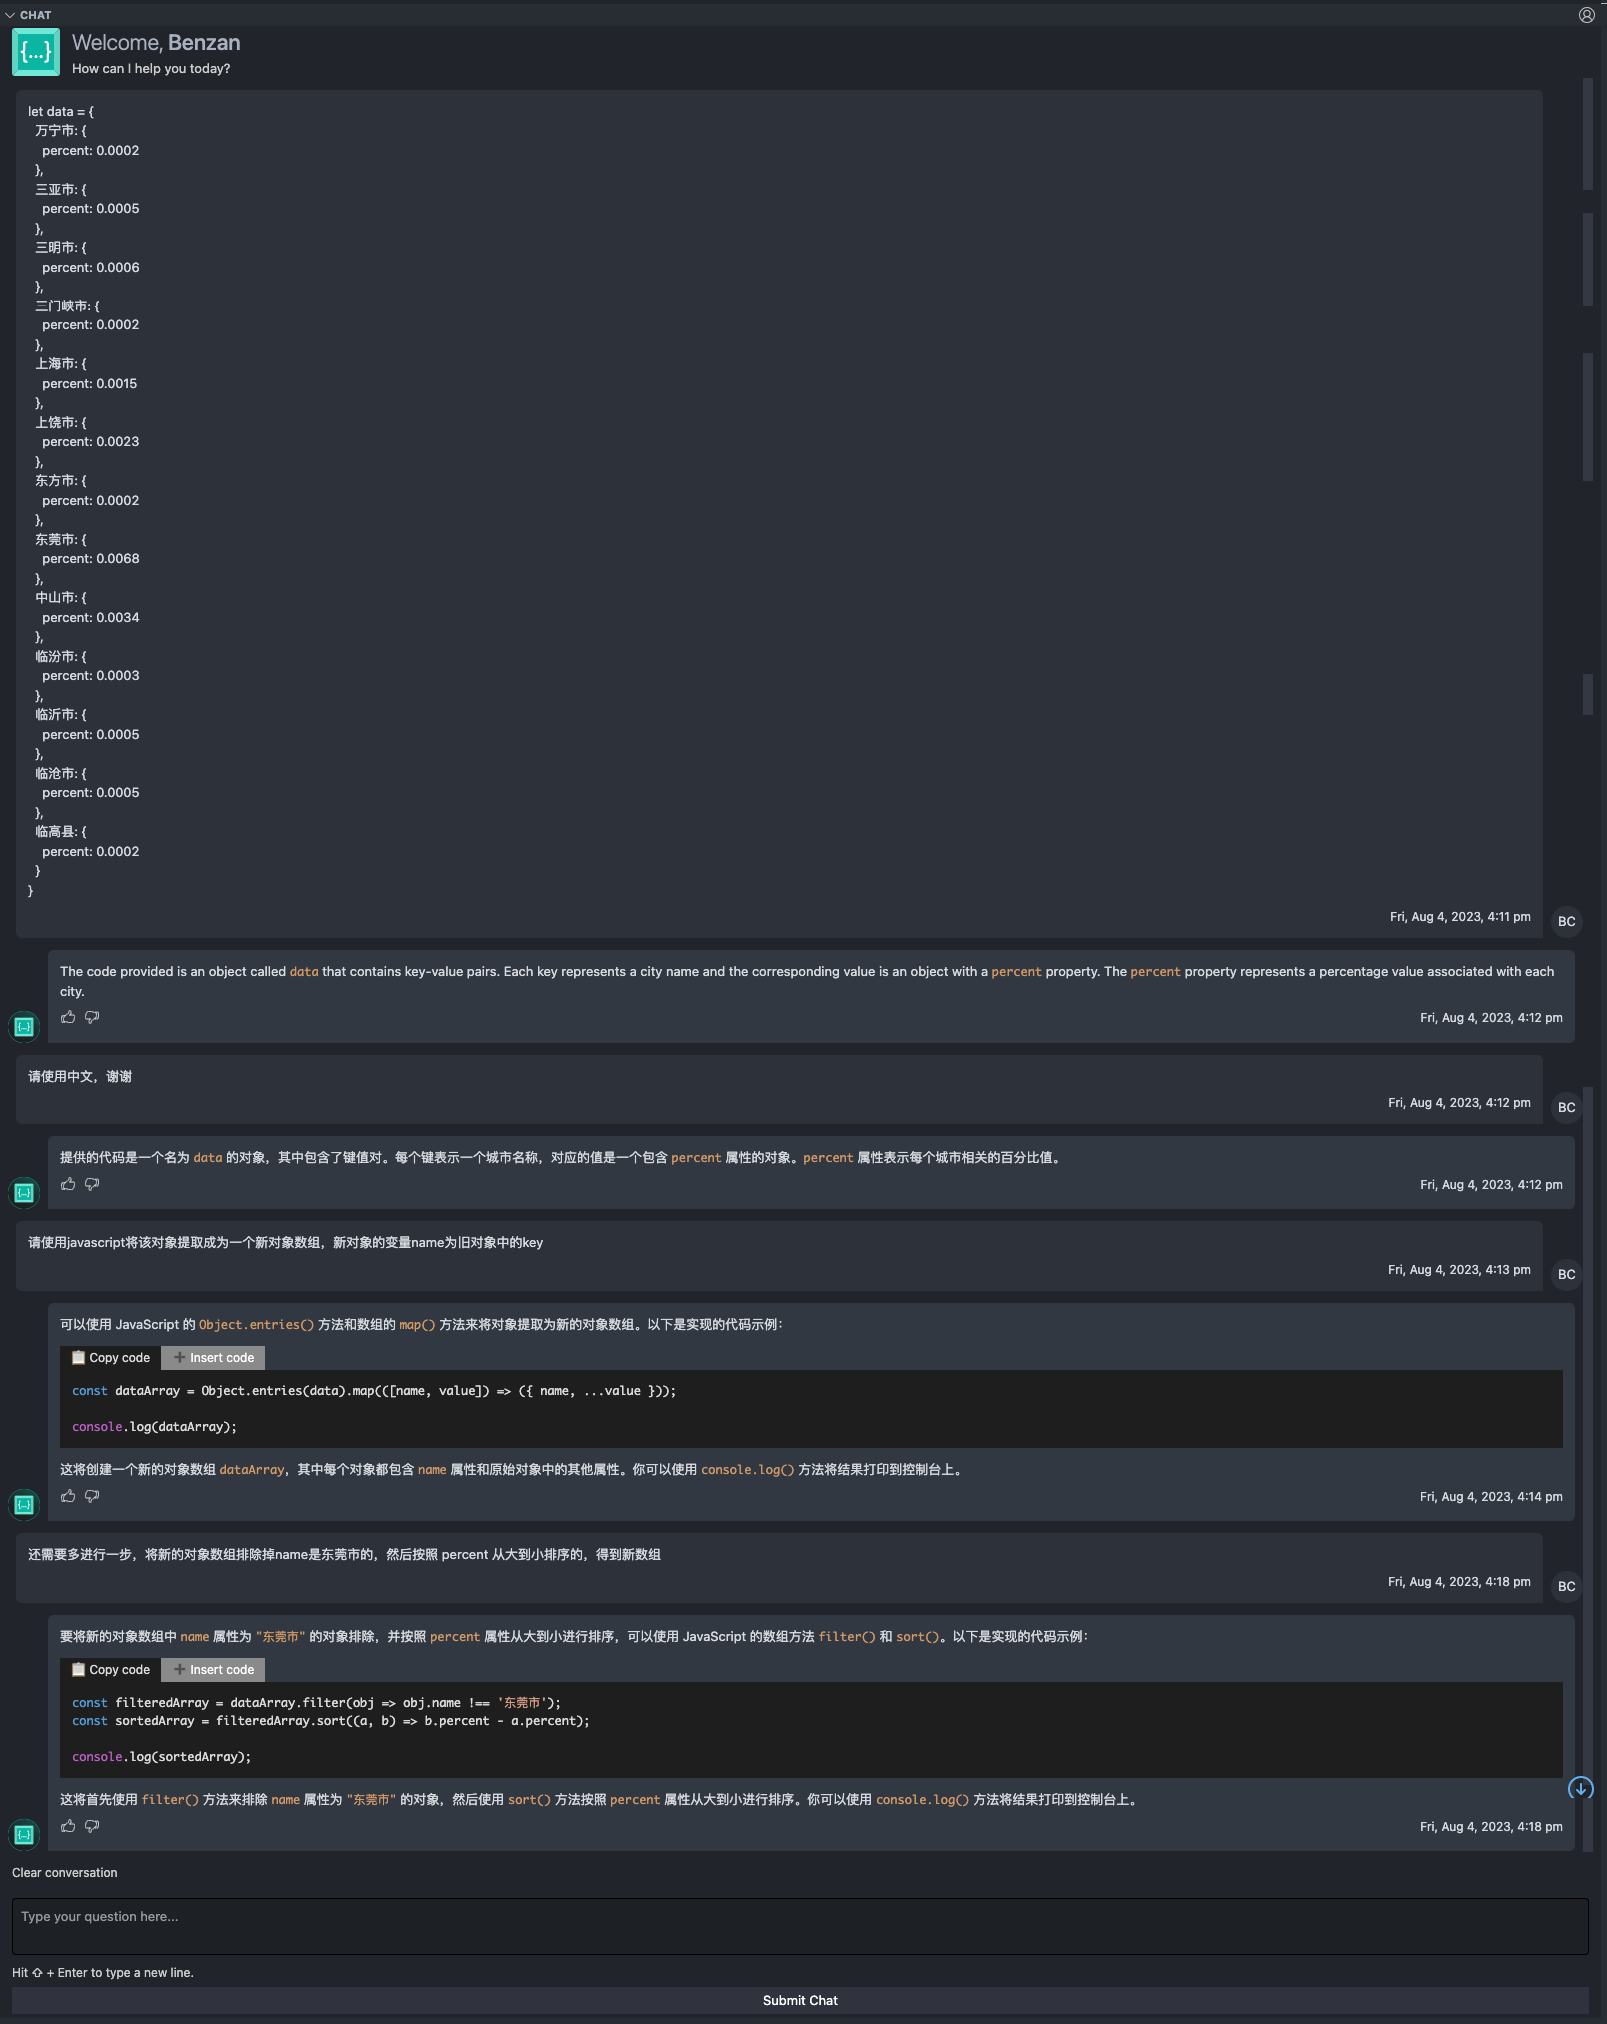 CHAT
{...}
Welcome, Benzan
How can I help you today?
let data = {
万宁市: {
percent: 0.0002
},
三亚市: {
percent: 0.0005
},
三明市: {
percent: 0.0006
},
三门峡市: {
percent: 0.0002
},
上海市: {
percent: 0.0015
},
上饶市: {
percent: 0.0023
},
东方市: {
percent: 0.0002
},
东莞市: {
percent: 0.0068
},
中山市: {
percent: 0.0034
},
临汾市: {
percent: 0.0003
},
临沂市: {
percent: 0.0005
},
临沧市: {
percent: 0.0005
},
临高县: {
percent: 0.0002
}
}
Fri, Aug 4, 2023, 4:11 pm
BC
The code provided is an object called data that contains key-value pairs. Each key represents a city name and the corresponding value is an object with a percent property. The percent property represents a percentage value associated with each
city.
Fri, Aug 4, 2023, 4:12 pm
{...}
请使用中文，谢谢
Fri, Aug 4, 2023, 4:12 pm
BC
提供的代码是一个名为 data 的对象，其中包含了键值对。每个键表示一个城市名称，对应的值是一个包含 percent 属性的对象。percent 属性表示每个城市相关的百分比值。
Fri, Aug 4, 2023, 4:12 pm
{...}
请使用javascript将该对象提取成为一个新对象数组，新对象的变量name为旧对象中的key
Fri, Aug 4, 2023, 4:13 pm
BC
可以使用 JavaScript 的 Object.entries() 方法和数组的 map() 方法来将对象提取为新的对象数组。以下是实现的代码示例：
Copy code
Insert code
const dataArray = Object.entries(data).map(([name, value]) => ({ name, ...value }));
console.log(dataArray);
这将创建一个新的对象数组 dataArray，其中每个对象都包含 name 属性和原始对象中的其他属性。你可以使用 console.log() 方法将结果打印到控制台上。
Fri, Aug 4, 2023, 4:14 pm
{...}
还需要多进行一步，将新的对象数组排除掉name是东莞市的，然后按照 percent 从大到小排序的，得到新数组
Fri, Aug 4, 2023, 4:18 pm
BC
要将新的对象数组中 name 属性为 "东莞市" 的对象排除，并按照 percent 属性从大到小进行排序，可以使用 JavaScript 的数组方法 filter() 和 sort()。以下是实现的代码示例：
Copy code
Insert code
const filteredArray = dataArray.filter(obj => obj.name !== '东莞市');
const sortedArray = filteredArray.sort((a, b) => b.percent - a.percent);
console.log(sortedArray);
这将首先使用 filter() 方法来排除 name 属性为 "东莞市" 的对象，然后使用 sort() 方法按照 percent 属性从大到小进行排序。你可以使用 console.log() 方法将结果打印到控制台上。
Fri, Aug 4, 2023, 4:18 pm
{...}
Clear conversation
Type your question here...
Hit ⇧ + Enter to type a new line.
Submit Chat